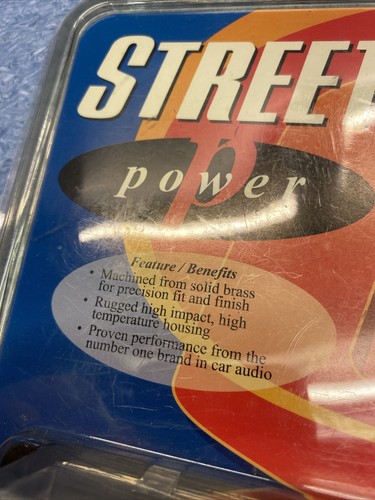 STREET
power
Feature / Benefits
• Machined from solid brass
for precision fit and finish
• Rugged high impact, high
temperature housing
• Proven performance from the
number one brand in car audio